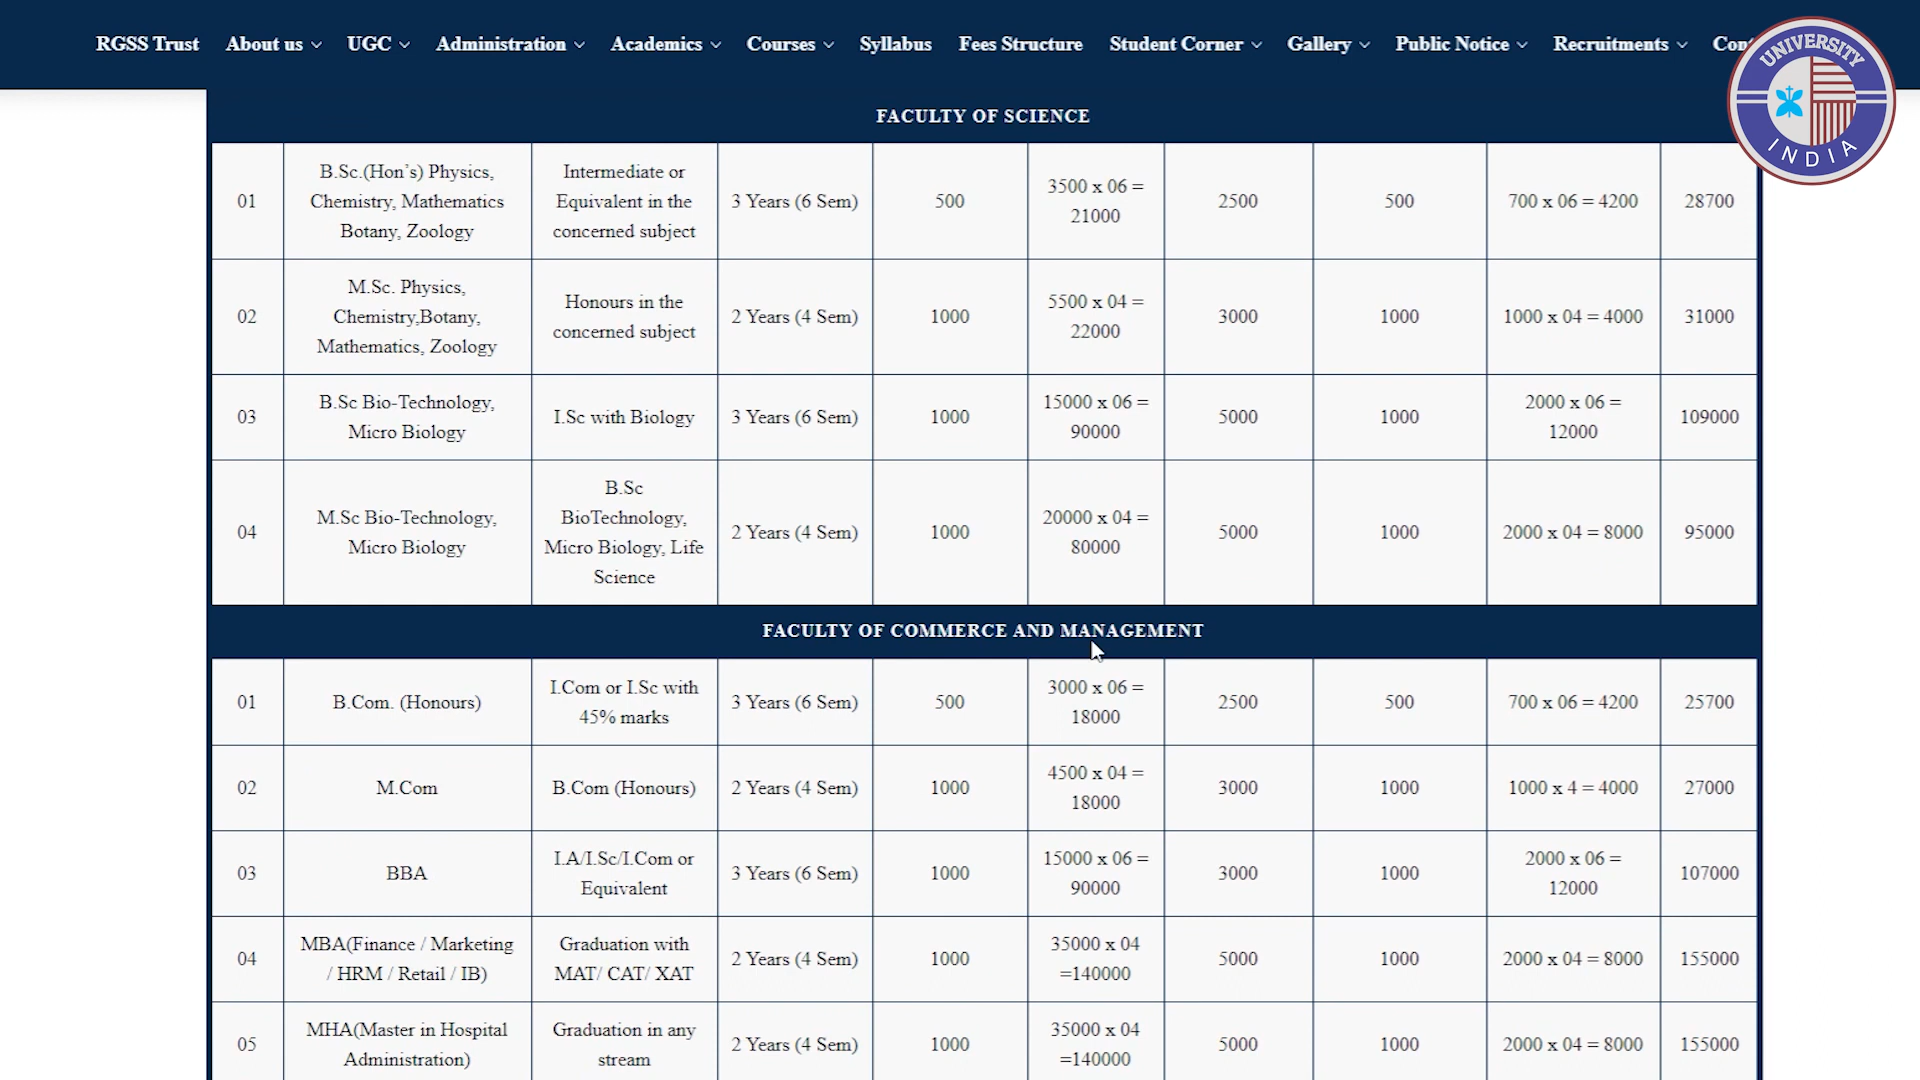 RGSS Trust About us UGC Administration Academics Courses Syllabus Fees Structure Student Corner Gallery Public Notice Recruitments
UNIVERSITY
INDIA
FACULTY OF SCIENCE
01 B.Sc.(Hon’s) Physics, Chemistry, Mathematics Botany, Zoology Intermediate or Equivalent in the concerned subject 3 Years (6 Sem) 500 3500 x 06 = 21000 2500 500 700 x 06 = 4200 28700
02 M.Sc. Physics, Chemistry,Botany, Mathematics, Zoology Honours in the concerned subject 2 Years (4 Sem) 1000 5500 x 04 = 22000 3000 1000 1000 x 04 = 4000 31000
03 B.Sc Bio-Technology, Micro Biology I.Sc with Biology 3 Years (6 Sem) 1000 15000 x 06 = 90000 5000 1000 2000 x 06 = 12000 109000
04 M.Sc Bio-Technology, Micro Biology B.Sc BioTechnology, Micro Biology, Life Science 2 Years (4 Sem) 1000 20000 x 04 = 80000 5000 1000 2000 x 04 = 8000 95000
FACULTY OF COMMERCE AND MANAGEMENT
01 B.Com. (Honours) I.Com or I.Sc with 45% marks 3 Years (6 Sem) 500 3000 x 06 = 18000 2500 500 700 x 06 = 4200 25700
02 M.Com B.Com (Honours) 2 Years (4 Sem) 1000 4500 x 04 = 18000 3000 1000 1000 x 4 = 4000 27000
03 BBA I.A/I.Sc/I.Com or Equivalent 3 Years (6 Sem) 1000 15000 x 06 = 90000 3000 1000 2000 x 06 = 12000 107000
04 MBA(Finance / Marketing / HRM / Retail / IB) Graduation with MAT/ CAT/ XAT 2 Years (4 Sem) 1000 35000 x 04 =140000 5000 1000 2000 x 04 = 8000 155000
05 MHA(Master in Hospital Administration) Graduation in any stream 2 Years (4 Sem) 1000 35000 x 04 =140000 5000 1000 2000 x 04 = 8000 155000